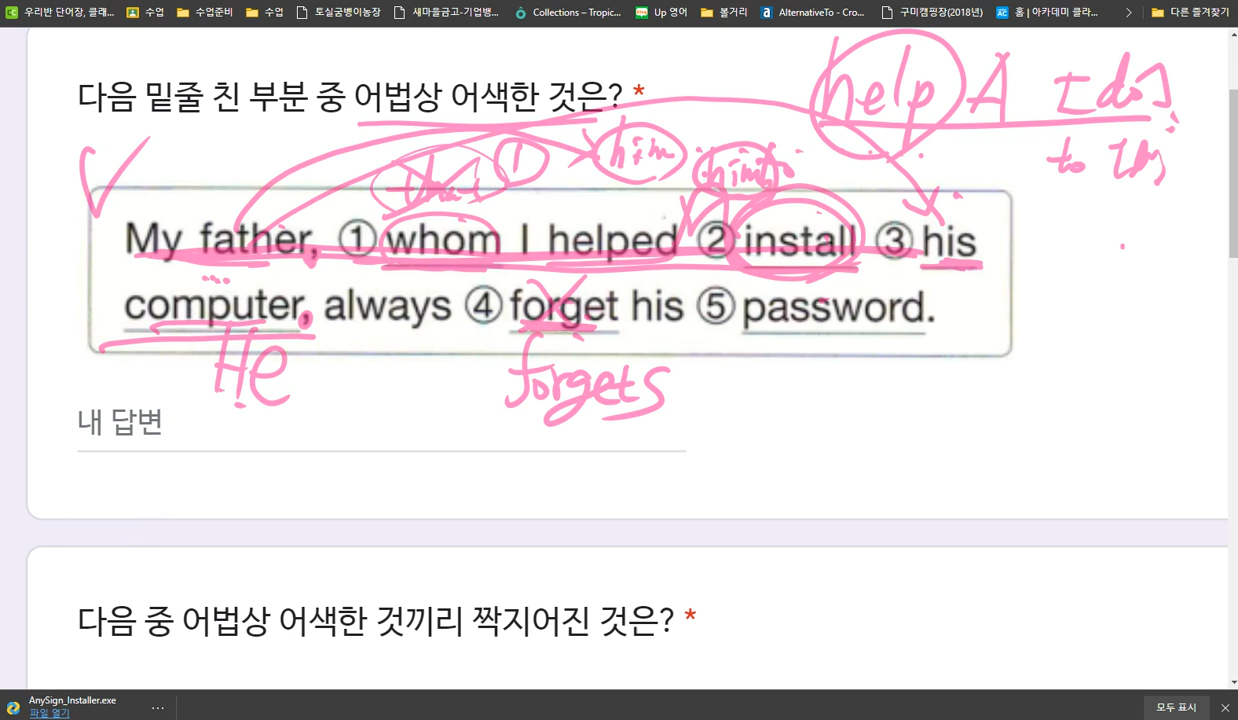 우리반 단어장, 클래... 수업 수업준비 수업 토실굼벵이농장 새마을금고-기업뱅... Collections – Tropic... Up 영어 볼거리 AlternativeTo - Cro... 구미캠핑장(2018년) 홈 | 아카데미 클라... 다른 즐겨찾기
help A [do]
다음 밑줄 친 부분 중 어법상 어색한 것은? *
① him
to
My father, ① whom I helped ② install ③ his
computer, always ④ forget his ⑤ password.
He
forgets
내 답변
다음 중 어법상 어색한 것끼리 짝지어진 것은? *
AnySign_Installer.exe
파일 열기
모두 표시